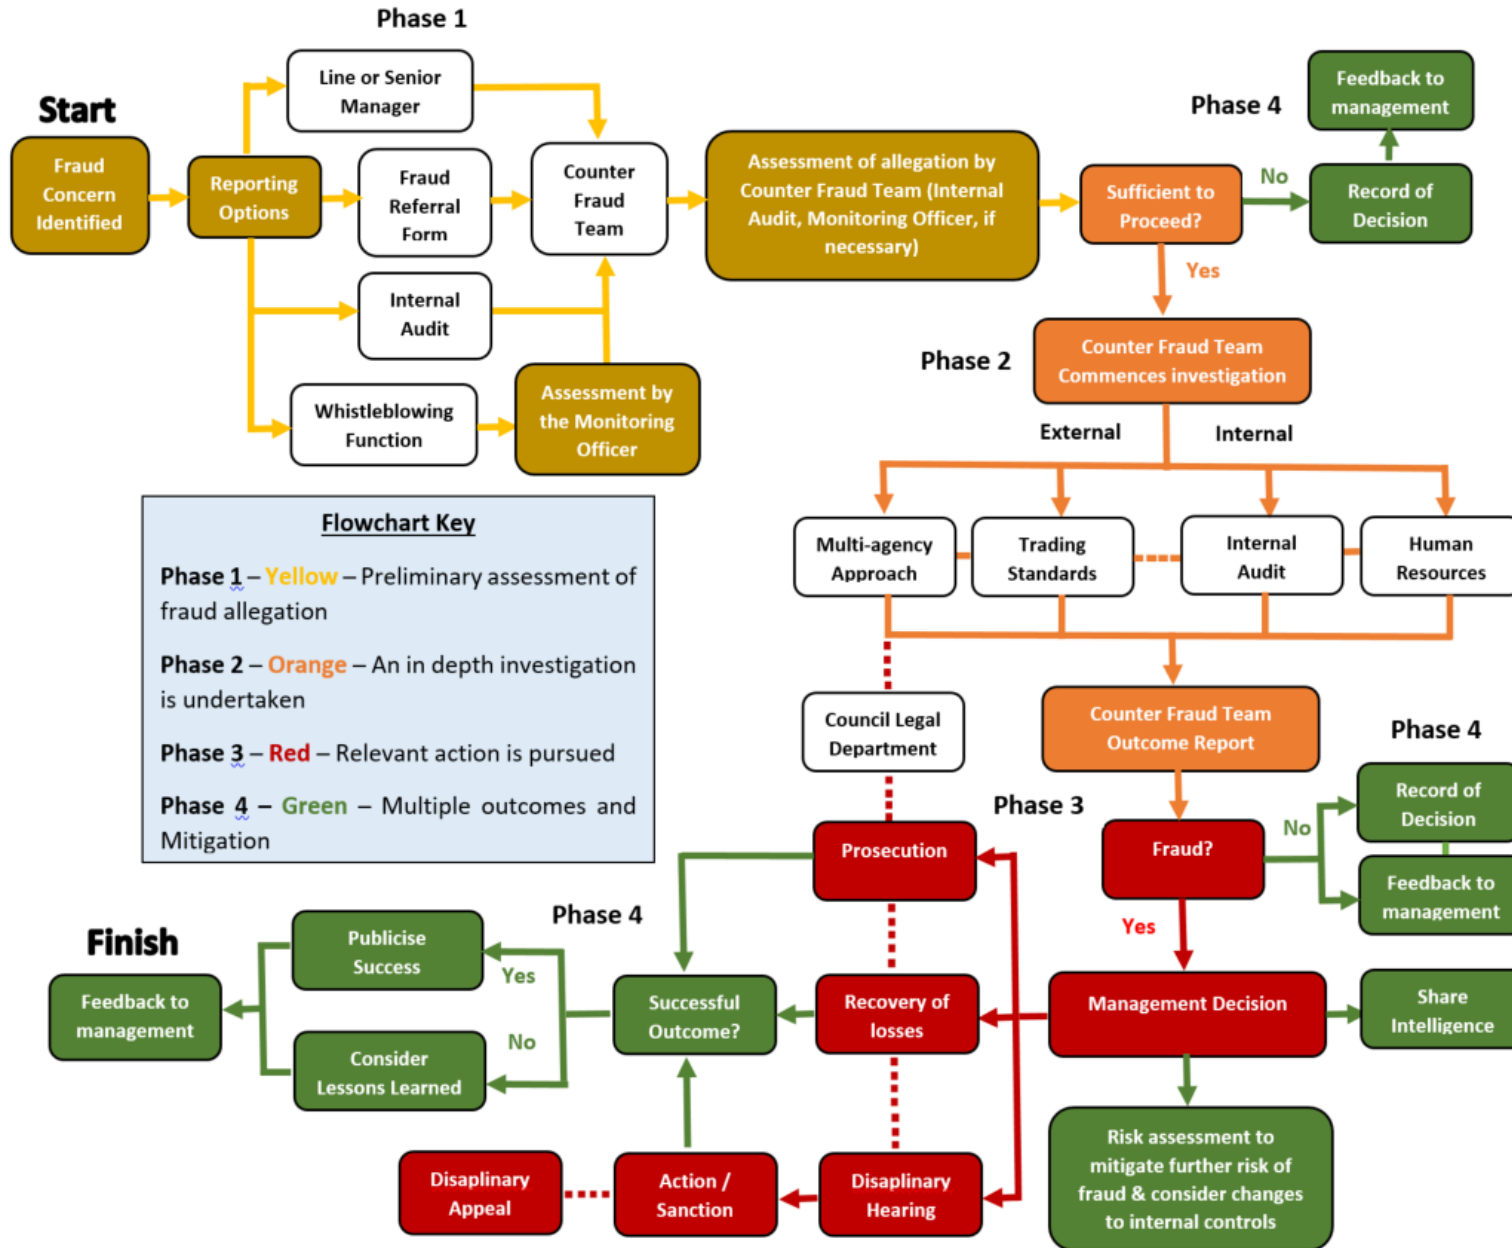 Phase 1
Start
Fraud
Concern
Identified
Reporting
Options
Line or Senior
Manager
Fraud
Referral
Form
Internal
Audit
Whistleblowing
Function
Counter
Fraud
Team
Assessment by
the Monitoring
Officer
Assessment of allegation by
Counter Fraud Team (Internal
Audit, Monitoring Officer, if
necessary)
Sufficient to
Proceed?
No
Yes
Phase 4
Feedback to
management
Record of
Decision
Phase 2
Counter Fraud Team
Commences investigation
External
Internal
Multi-agency
Approach
Trading
Standards
Internal
Audit
Human
Resources
Flowchart Key
Phase 1 – Yellow – Preliminary assessment of
fraud allegation
Phase 2 – Orange – An in depth investigation
is undertaken
Phase 3 – Red – Relevant action is pursued
Phase 4 – Green – Multiple outcomes and
Mitigation
Council Legal
Department
Counter Fraud Team
Outcome Report
Phase 4
Record of
Decision
Feedback to
management
Phase 3
Fraud?
No
Yes
Prosecution
Management Decision
Share
Intelligence
Risk assessment to
mitigate further risk of
fraud & consider changes
to internal controls
Recovery of
losses
Disaplinary
Hearing
Action /
Sanction
Disaplinary
Appeal
Phase 4
Successful
Outcome?
Yes
No
Publicise
Success
Consider
Lessons Learned
Finish
Feedback to
management